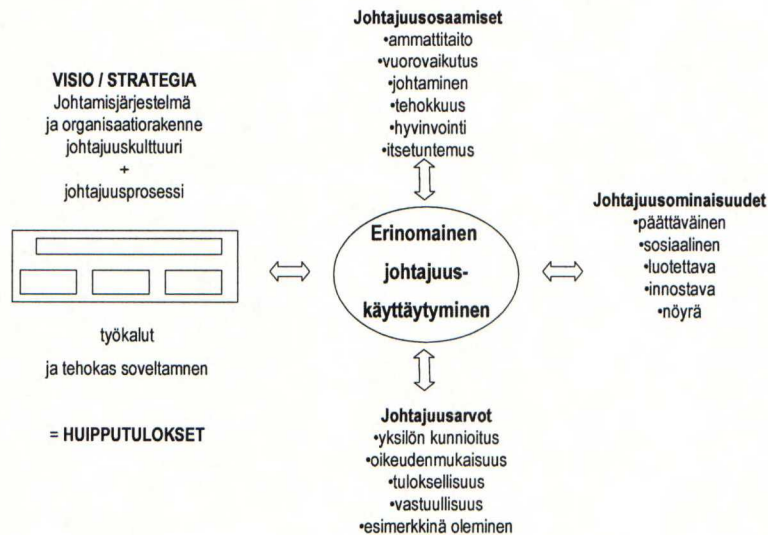 Johtajuusosaamiset
•ammattitaito
•vuorovaikutus
•johtaminen
•tehokkuus
•hyvinvointi
•itsetuntemus
VISIO / STRATEGIA
Johtamisjärjestelmä
ja organisaatiorakenne
johtajuuskulttuuri
+
johtajuusprosessi
työkalut
ja tehokas soveltamnen
= HUIPPUTULOKSET
Erinomainen
johtajuus-
käyttäytyminen
Johtajuusominaisuudet
•päättäväinen
•sosiaalinen
•luotettava
•innostava
•nöyrä
Johtajuusarvot
•yksilön kunnioitus
•oikeudenmukaisuus
•tuloksellisuus
•vastuullisuus
•esimerkkinä oleminen